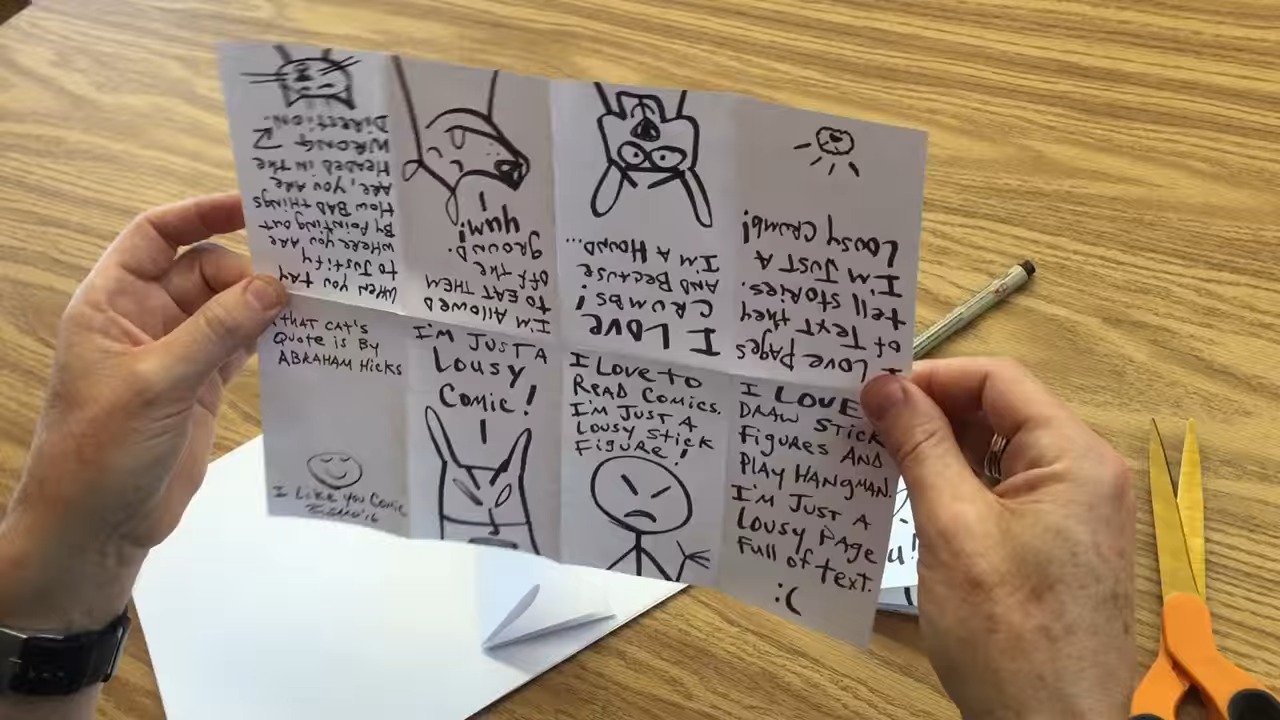 THAT CAT'S
Quote is By
ABRAHAM Hicks
I Like you Comic
I'M JUST A
Lousy
Comic!
I Love to
READ Comics.
I'M JUST A
Lousy Stick
Figure!
I LOVE
DRAW STICK
Figures AND
PLAY HANGMAN.
I'M JUST A
Lousy PAGE
Full of text.
:(
I Love PAGES
of TEXT they
tell stories.
I'M JUST A
Lousy Crumb!
I Love
CRUMBS!
AND BECAUSE
I'M A HOUND...
I'M ALLOWED
TO EAT THEM
off the
GROUND.
yum!
WHEN you try
to Justify
WHERE you ARE
By Pointing out
How BAD THINGS
ARE, you ARE
HEADED IN THE
WRONG
DIRECTION.